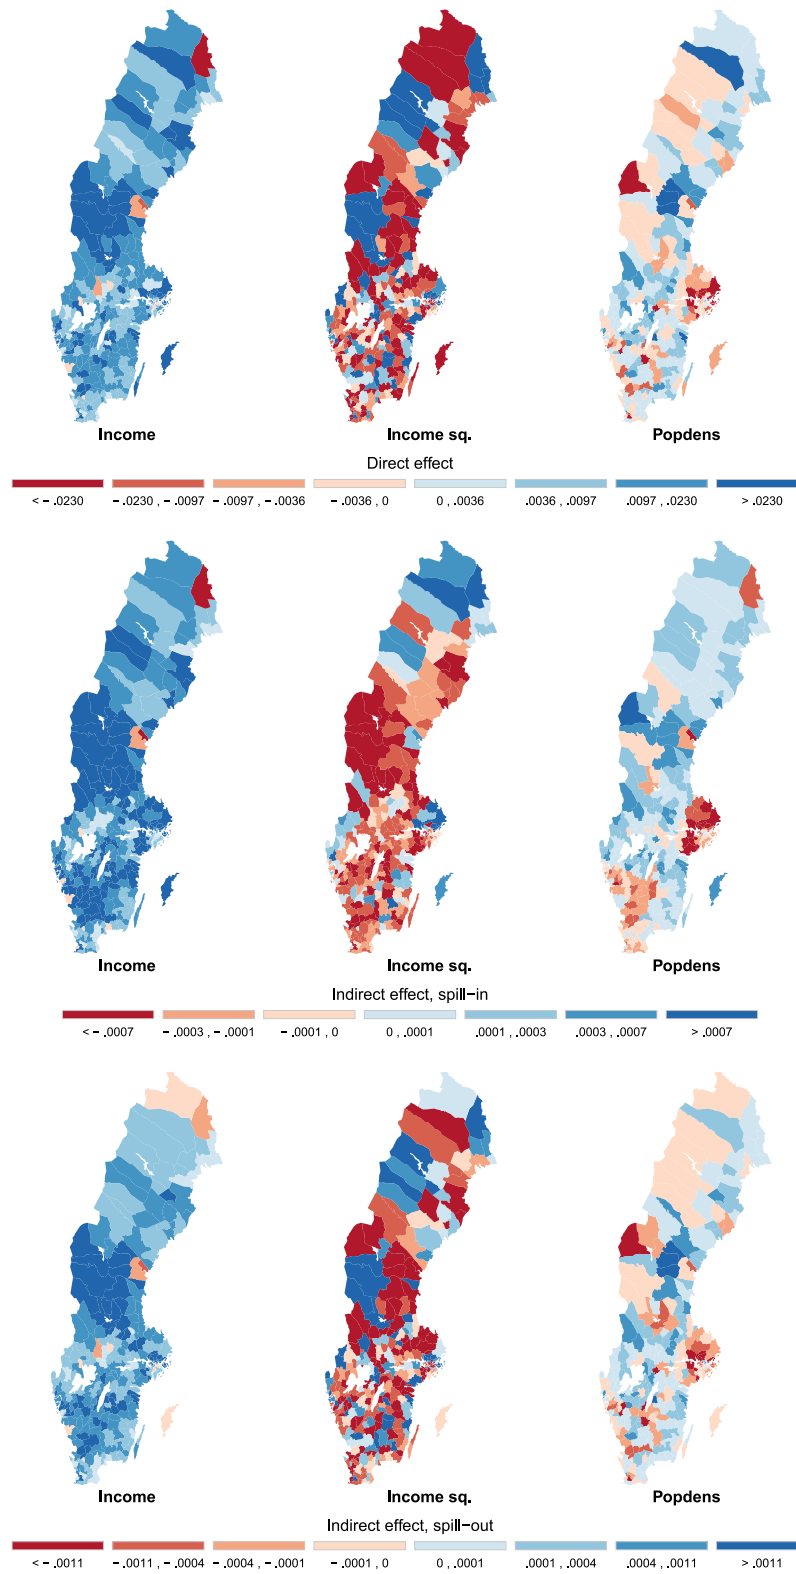 Income Income sq. Popdens
Direct effect
< −.0230 −.0230 , −.0097 −.0097 , −.0036 −.0036 , 0 0 , .0036 .0036 , .0097 .0097 , .0230 > .0230
Income Income sq. Popdens
Indirect effect, spill−in
< −.0007 −.0003 , −.0001 −.0001 , 0 0 , .0001 .0001 , .0003 .0003 , .0007 > .0007
Income Income sq. Popdens
Indirect effect, spill−out
< −.0011 −.0011 , −.0004 −.0004 , −.0001 −.0001 , 0 0 , .0001 .0001 , .0004 .0004 , .0011 > .0011